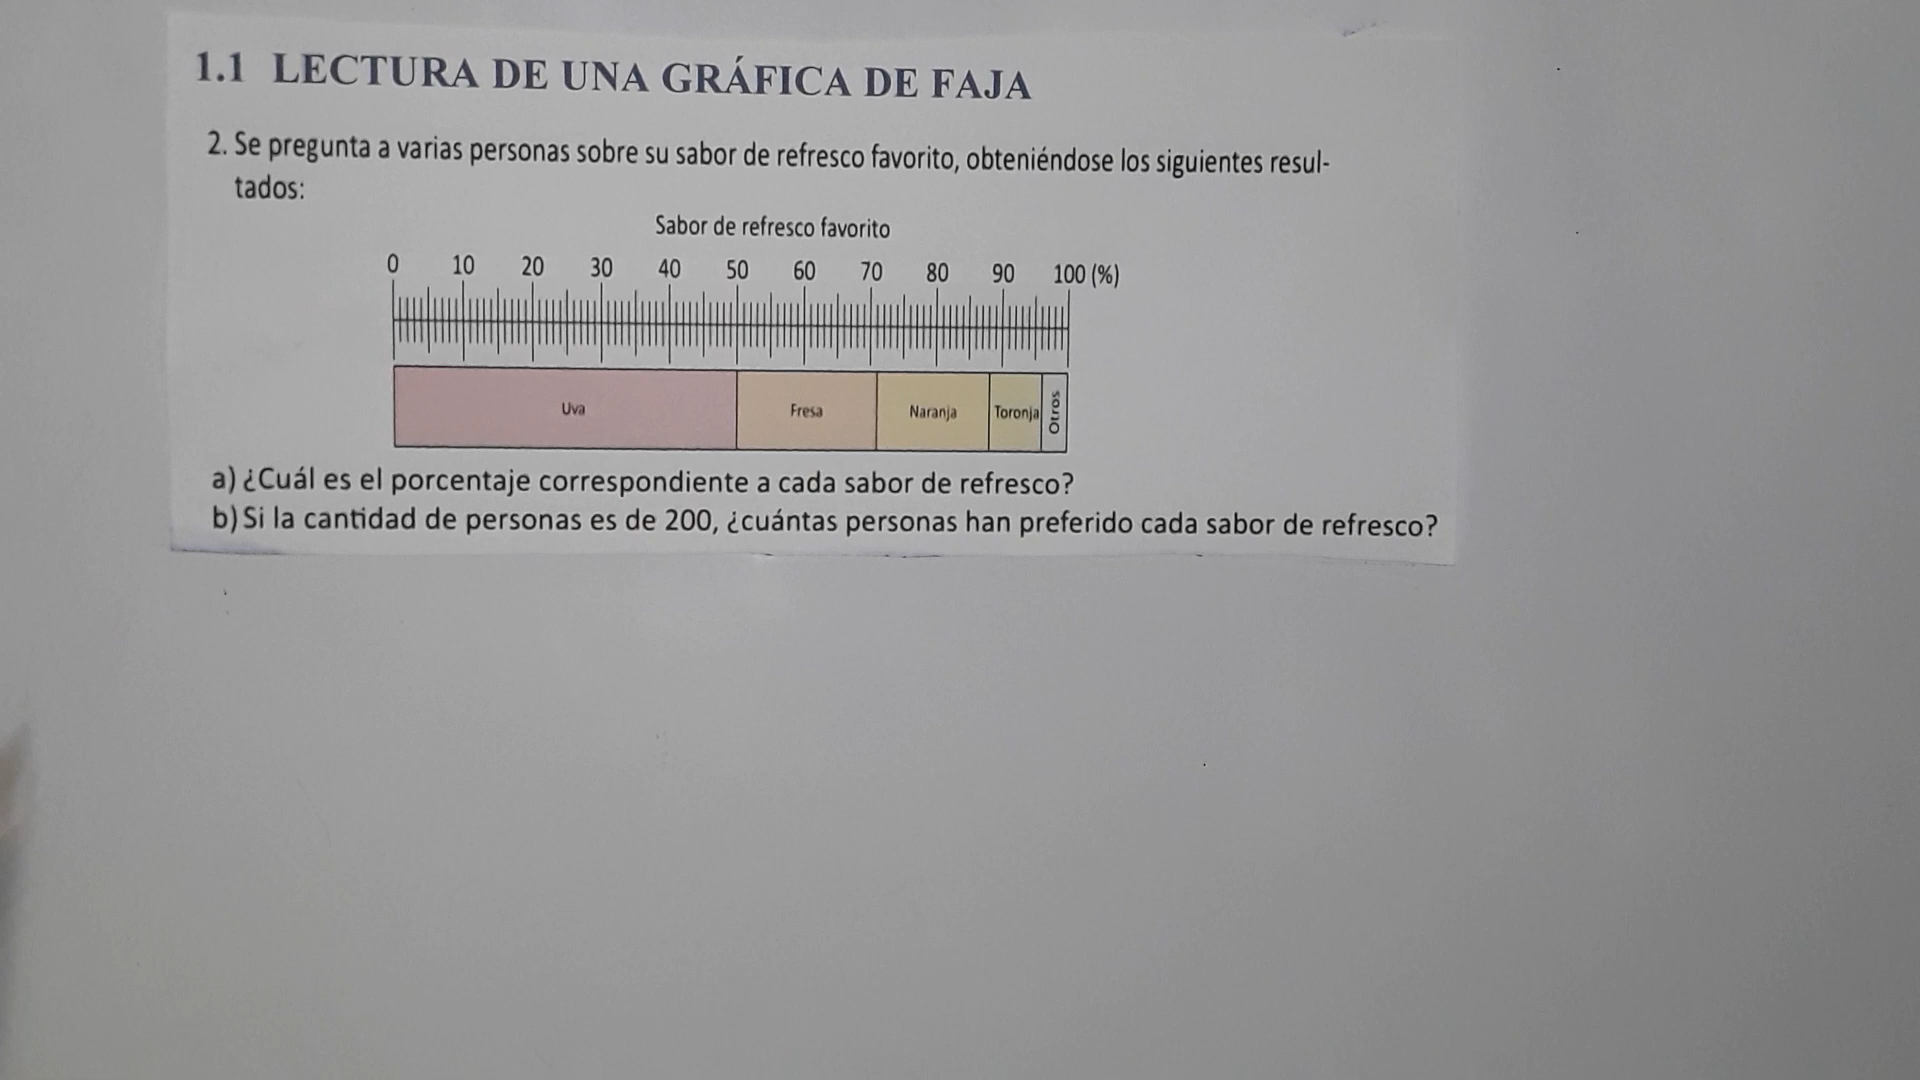 1.1 LECTURA DE UNA GRÁFICA DE FAJA
2. Se pregunta a varias personas sobre su sabor de refresco favorito, obteniéndose los siguientes resul-
tados:
Sabor de refresco favorito
0 10 20 30 40 50 60 70 80 90 100 (%)
Uva Fresa Naranja Toronja Otros
a) ¿Cuál es el porcentaje correspondiente a cada sabor de refresco?
b) Si la cantidad de personas es de 200, ¿cuántas personas han preferido cada sabor de refresco?